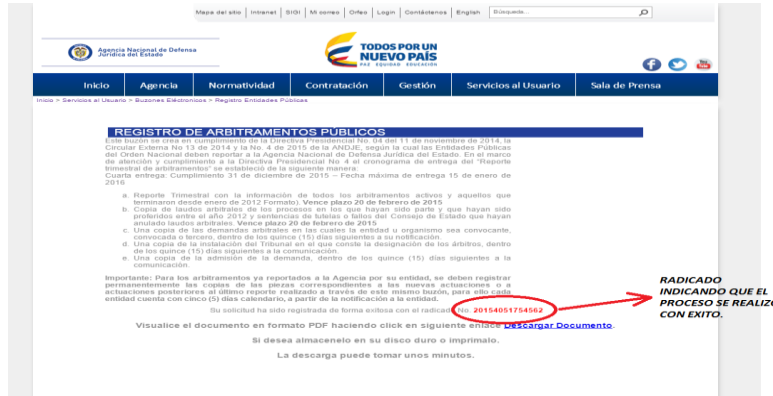 Mapa del sitio | Intranet | SIGI | Mi correo | Orfeo | Login | Contáctenos | English | Búsqueda...
Agencia Nacional de Defensa
Jurídica del Estado
TODOS POR UN
NUEVO PAÍS
PAZ EQUIDAD EDUCACIÓN
Inicio Agencia Normatividad Contratación Gestión Servicios al Usuario Sala de Prensa
Inicio > Servicios al Usuario > Buzones Eléctronicos > Registro Entidades Públicas
REGISTRO DE ARBITRAMENTOS PÚBLICOS
Este buzón se crea en cumplimiento de la Directiva Presidencial No. 04 del 11 de noviembre de 2014, la
Circular Externa No 13 de 2014 y la No. 4 de 2015 de la ANDJE, según la cual las Entidades Públicas
del Orden Nacional deben reportar a la Agencia Nacional de Defensa Jurídica del Estado. En el marco
de atención y cumplimiento a la Directiva Presidencial No 4 el cronograma de entrega del "Reporte
trimestral de arbitramentos" se estableció de la siguiente manera:
Cuarta entrega: Cumplimiento 31 de diciembre de 2015 – Fecha máxima de entrega 15 de enero de
2016
a. Reporte Trimestral con la información de todos los arbitramentos activos y aquellos que
terminaron desde enero de 2012 Formato). Vence plazo 20 de febrero de 2015
b. Copia de laudos arbitrales de los procesos en los que hayan sido parte y que hayan sido
proferidos entre el año 2012 y sentencias de tutelas o fallos del Consejo de Estado que hayan
anulado laudos arbitrales. Vence plazo 20 de febrero de 2015
c. Una copia de las demandas arbitrales en las cuales la entidad u organismo sea convocante,
convocada o tercero, dentro de los quince (15) días siguientes a su notificación.
d. Una copia de la instalación del Tribunal en el que conste la designación de los árbitros, dentro
de los quince (15) días siguientes a la comunicación.
e. Una copia de la admisión de la demanda, dentro de los quince (15) días siguientes a la
comunicación.
Importante: Para los arbitramentos ya reportados a la Agencia por su entidad, se deben registrar
permanentemente las copias de las piezas correspondientes a las nuevas actuaciones o a
actuaciones posteriores al último reporte realizado a través de este mismo buzón, para ello cada
entidad cuenta con cinco (5) días calendario, a partir de la notificación a la entidad.
Su solicitud ha sido registrada de forma exitosa con el radicado No. 20154051754562
RADICADO
INDICANDO QUE EL
PROCESO SE REALIZO
CON EXITO.
Visualice el documento en formato PDF haciendo click en siguiente enlace Descargar Documento.
Si desea almacenelo en su disco duro o imprimalo.
La descarga puede tomar unos minutos.